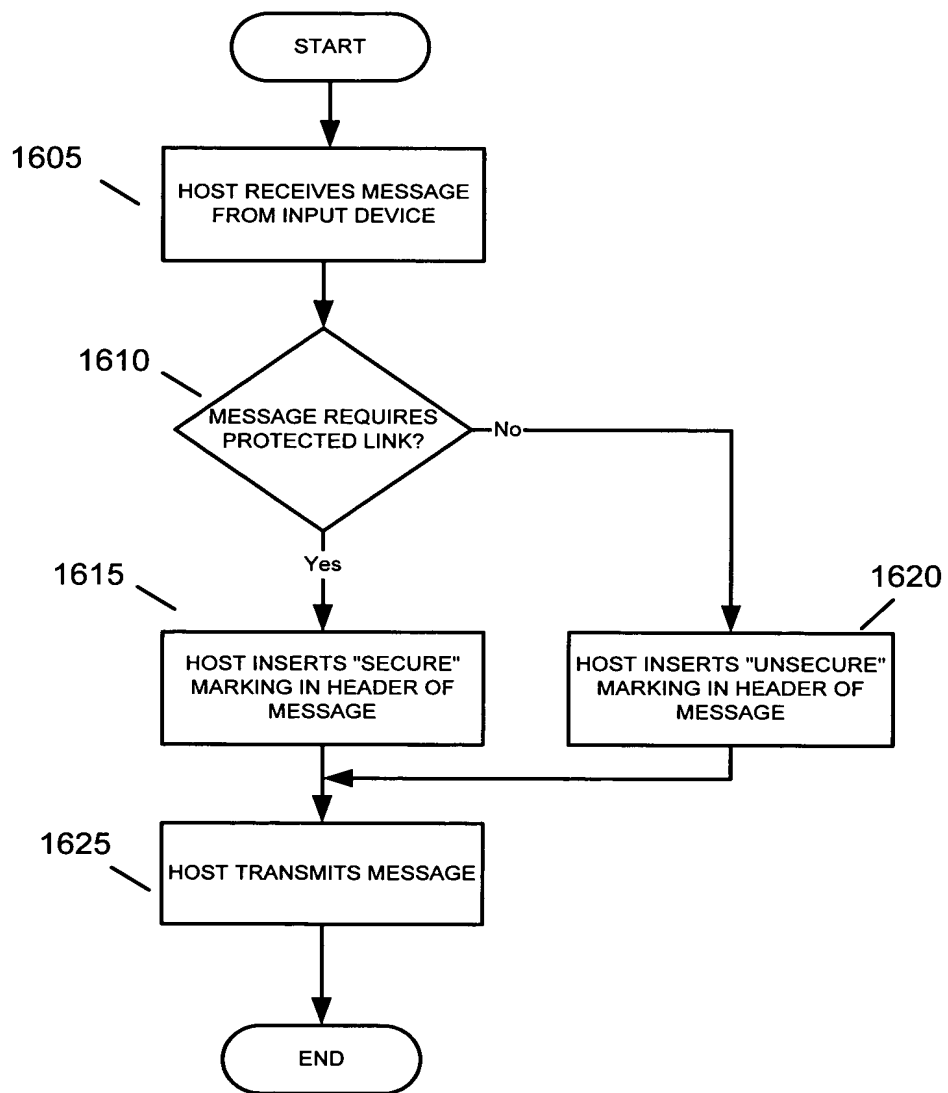 START
1605
HOST RECEIVES MESSAGE
FROM INPUT DEVICE
1610
MESSAGE REQUIRES
PROTECTED LINK?
No
Yes
1615
1620
HOST INSERTS "SECURE"
MARKING IN HEADER OF
MESSAGE
HOST INSERTS "UNSECURE"
MARKING IN HEADER OF
MESSAGE
1625
HOST TRANSMITS MESSAGE
END